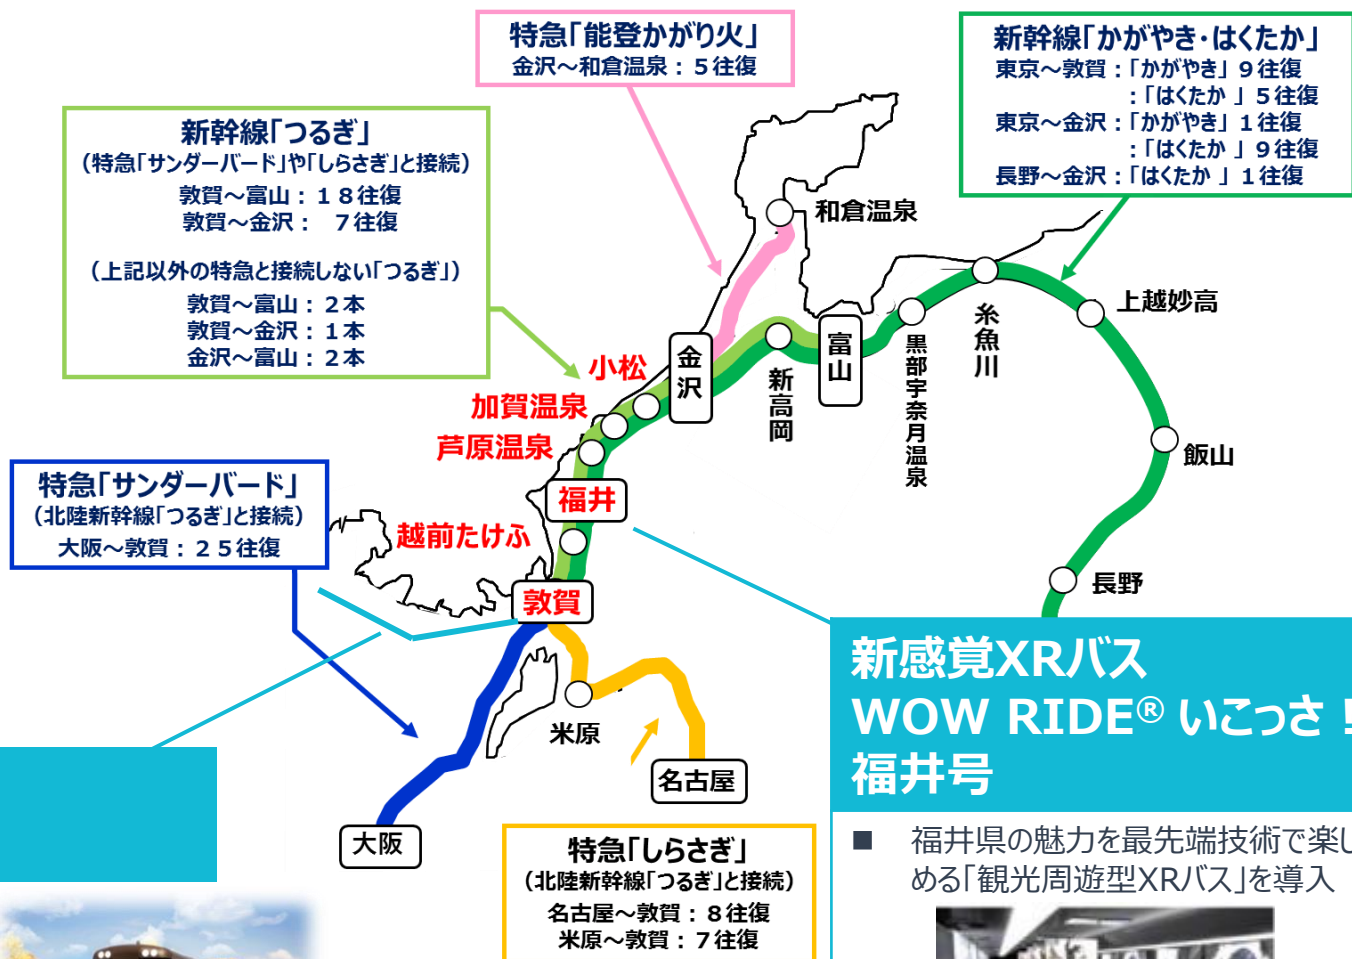 特急「能登かがり火」
金沢～和倉温泉：５往復
新幹線「かがやき・はくたか」
東京～敦賀：「かがやき」９往復
：「はくたか 」５往復
東京～金沢：「かがやき」１往復
：「はくたか 」９往復
長野～金沢：「はくたか 」１往復
新幹線「つるぎ」
（特急「サンダーバード」や「しらさぎ」と接続）
敦賀～富山：１８往復
敦賀～金沢：　７往復
（上記以外の特急と接続しない「つるぎ」）
敦賀～富山：２本
敦賀～金沢：１本
金沢～富山：２本
和倉温泉
上越妙高
糸魚川
黒部宇奈月温泉
富山
新高岡
金沢
小松
加賀温泉
芦原温泉
飯山
福井
特急「サンダーバード」
（北陸新幹線「つるぎ」と接続）
大阪～敦賀：２５往復
越前たけふ
敦賀
長野
米原
名古屋
大阪
新感覚XRバス
WOW RIDE® いこっさ！
福井号
特急「しらさぎ」
（北陸新幹線「つるぎ」と接続）
名古屋～敦賀：８往復
米原～敦賀：７往復
■ 福井県の魅力を最先端技術で楽し
める「観光周遊型XRバス」を導入